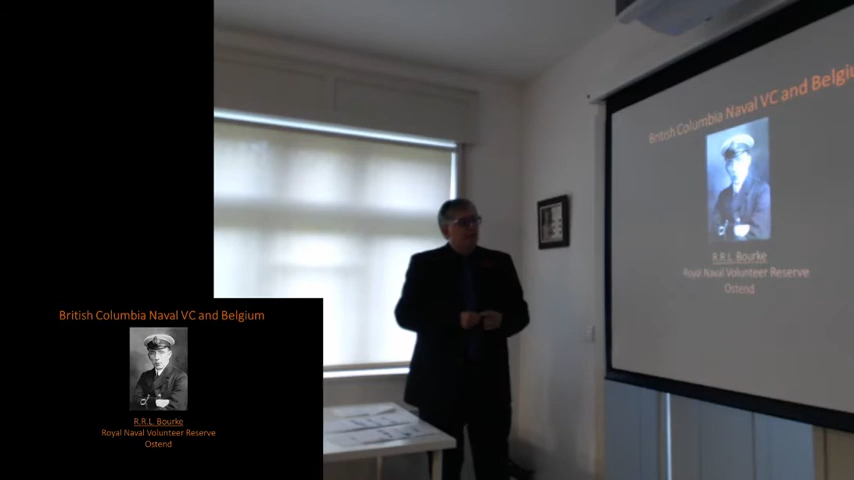 British Columbia Naval VC and Belgium
R.R.L. Bourke
Royal Naval Volunteer Reserve
Ostend
British Columbia Naval VC and Belgiu
R.R.L. Bourke
Royal Naval Volunteer Reserve
Ostend